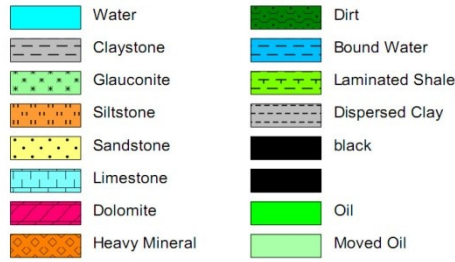 Water
Dirt
Claystone
Bound Water
Glauconite
Laminated Shale
Siltstone
Dispersed Clay
Sandstone
black
Limestone
Dolomite
Oil
Heavy Mineral
Moved Oil